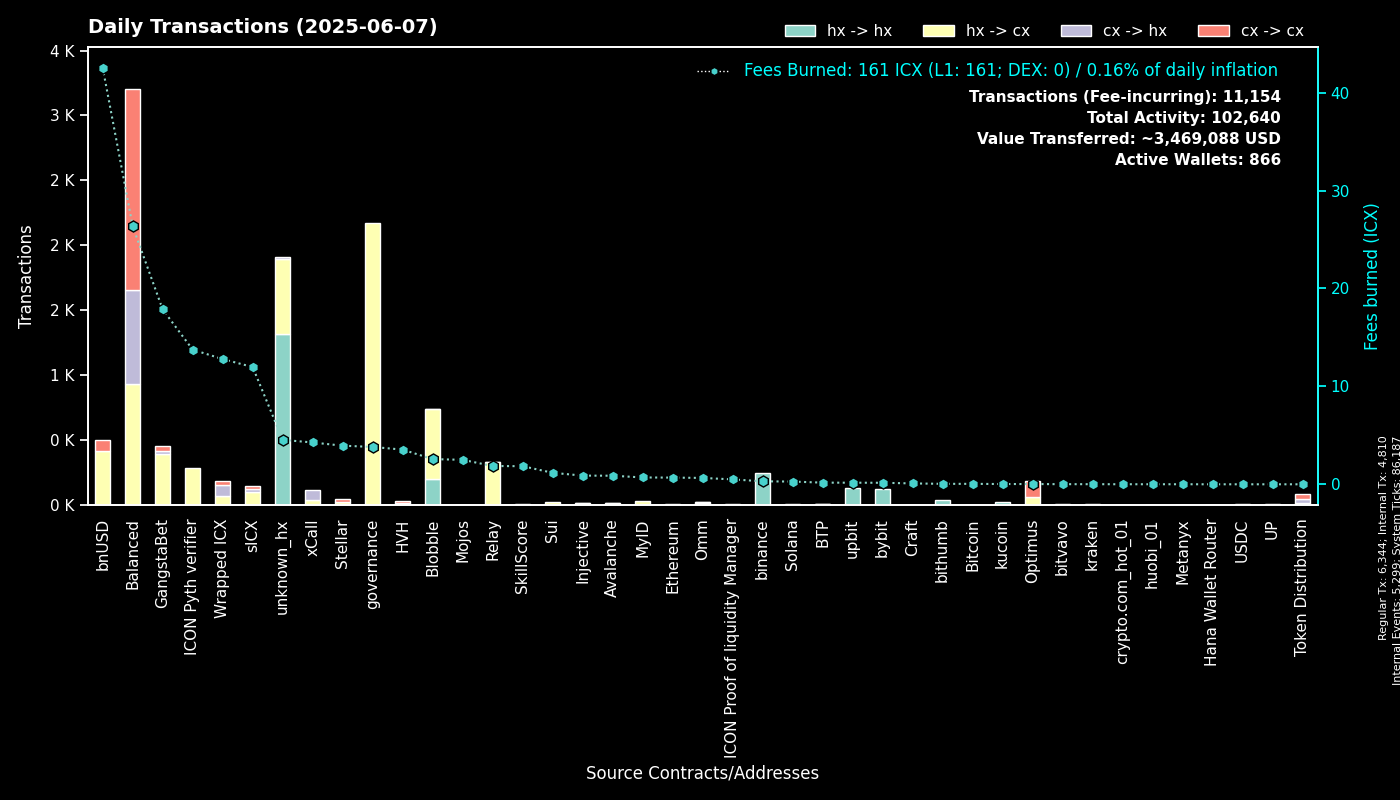 Daily Transactions (2025-06-07)
hx -> hx
hx -> cx
cx -> hx
cx -> cx
Fees Burned: 161 ICX (L1: 161; DEX: 0) / 0.16% of daily inflation
Transactions (Fee-incurring): 11,154
Total Activity: 102,640
Value Transferred: ~3,469,088 USD
Active Wallets: 866
Transactions
4 K
3 K
2 K
2 K
2 K
1 K
0 K
0 K
40
30
20
10
0
Fees burned (ICX)
bnUSD
Balanced
GangstaBet
ICON Pyth verifier
Wrapped ICX
sICX
unknown_hx
xCall
Stellar
governance
HVH
Blobble
Mojos
Relay
SkillScore
Sui
Injective
Avalanche
MyID
Ethereum
Omm
ICON Proof of liquidity Manager
binance
Solana
BTP
upbit
bybit
Craft
bithumb
Bitcoin
kucoin
Optimus
bitvavo
kraken
crypto.com_hot_01
huobi_01
Metanyx
Hana Wallet Router
USDC
UP
Token Distribution
Source Contracts/Addresses
Regular Tx: 6,344; Internal Tx: 4,810
Internal Events: 5,299; System Ticks: 86,187